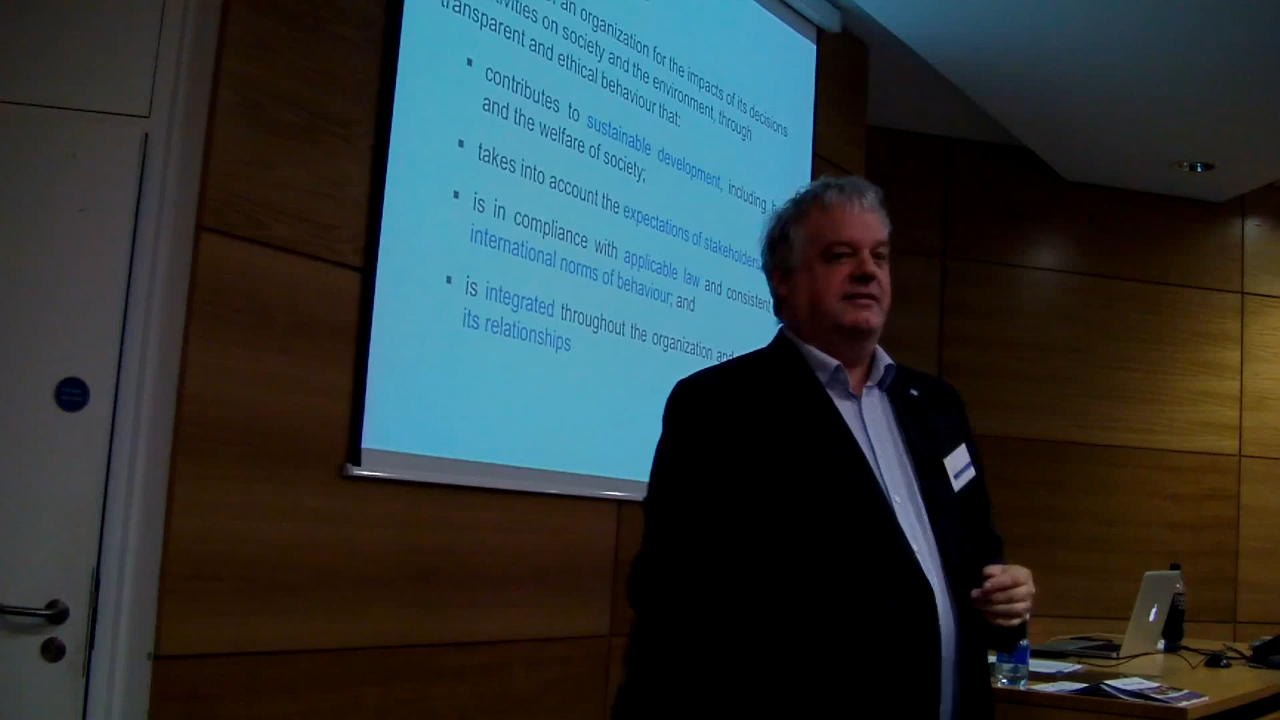 an organization for the impacts of its decisions
activities on society and the environment, through
transparent and ethical behaviour that:
▪ contributes to sustainable development, including
and the welfare of society;
▪ takes into account the expectations of stakeholders
▪ is in compliance with applicable law and consistent
international norms of behaviour; and
▪ is integrated throughout the organization and
its relationships